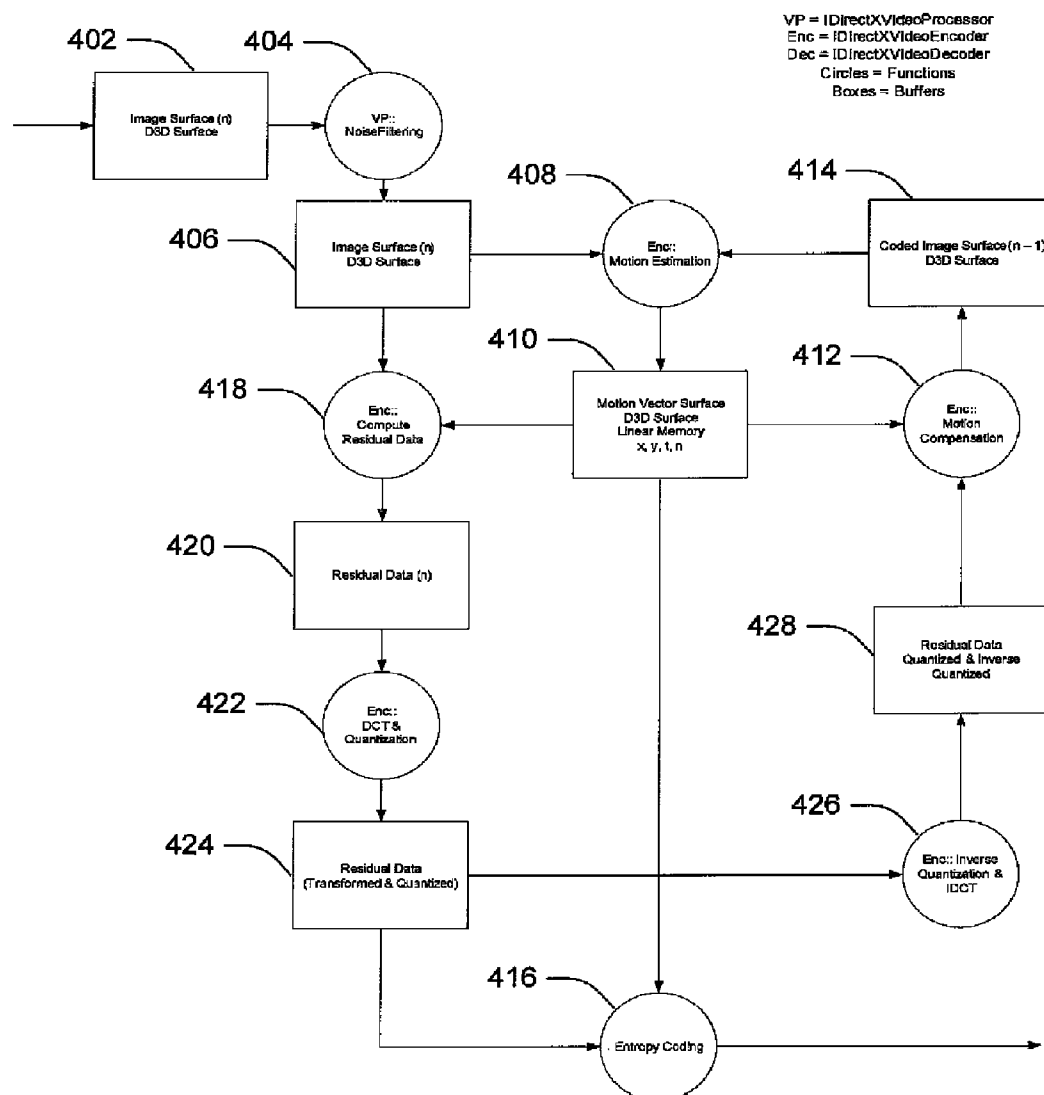 VP = IDirectXVideoProcessor
Enc = IDirectXVideoEncoder
Dec = IDirectXVideoDecoder
Circles = Functions
Boxes = Buffers
402
404
Image Surface (n)
D3D Surface
VP::
NoiseFiltering
408
414
406
Image Surface (n)
D3D Surface
Enc::
Motion Estimation
Coded Image Surface (n – 1)
D3D Surface
410
412
418
Enc::
Compute
Residual Data
Motion Vector Surface
D3D Surface
Linear Memory
x, y, t, n
Enc::
Motion
Compensation
420
Residual Data (n)
428
Residual Data
Quantized & Inverse
Quantized
422
Enc::
DCT &
Quantization
426
424
Residual Data
(Transformed & Quantized)
Enc:: Inverse
Quantization &
IDCT
416
Entropy Coding